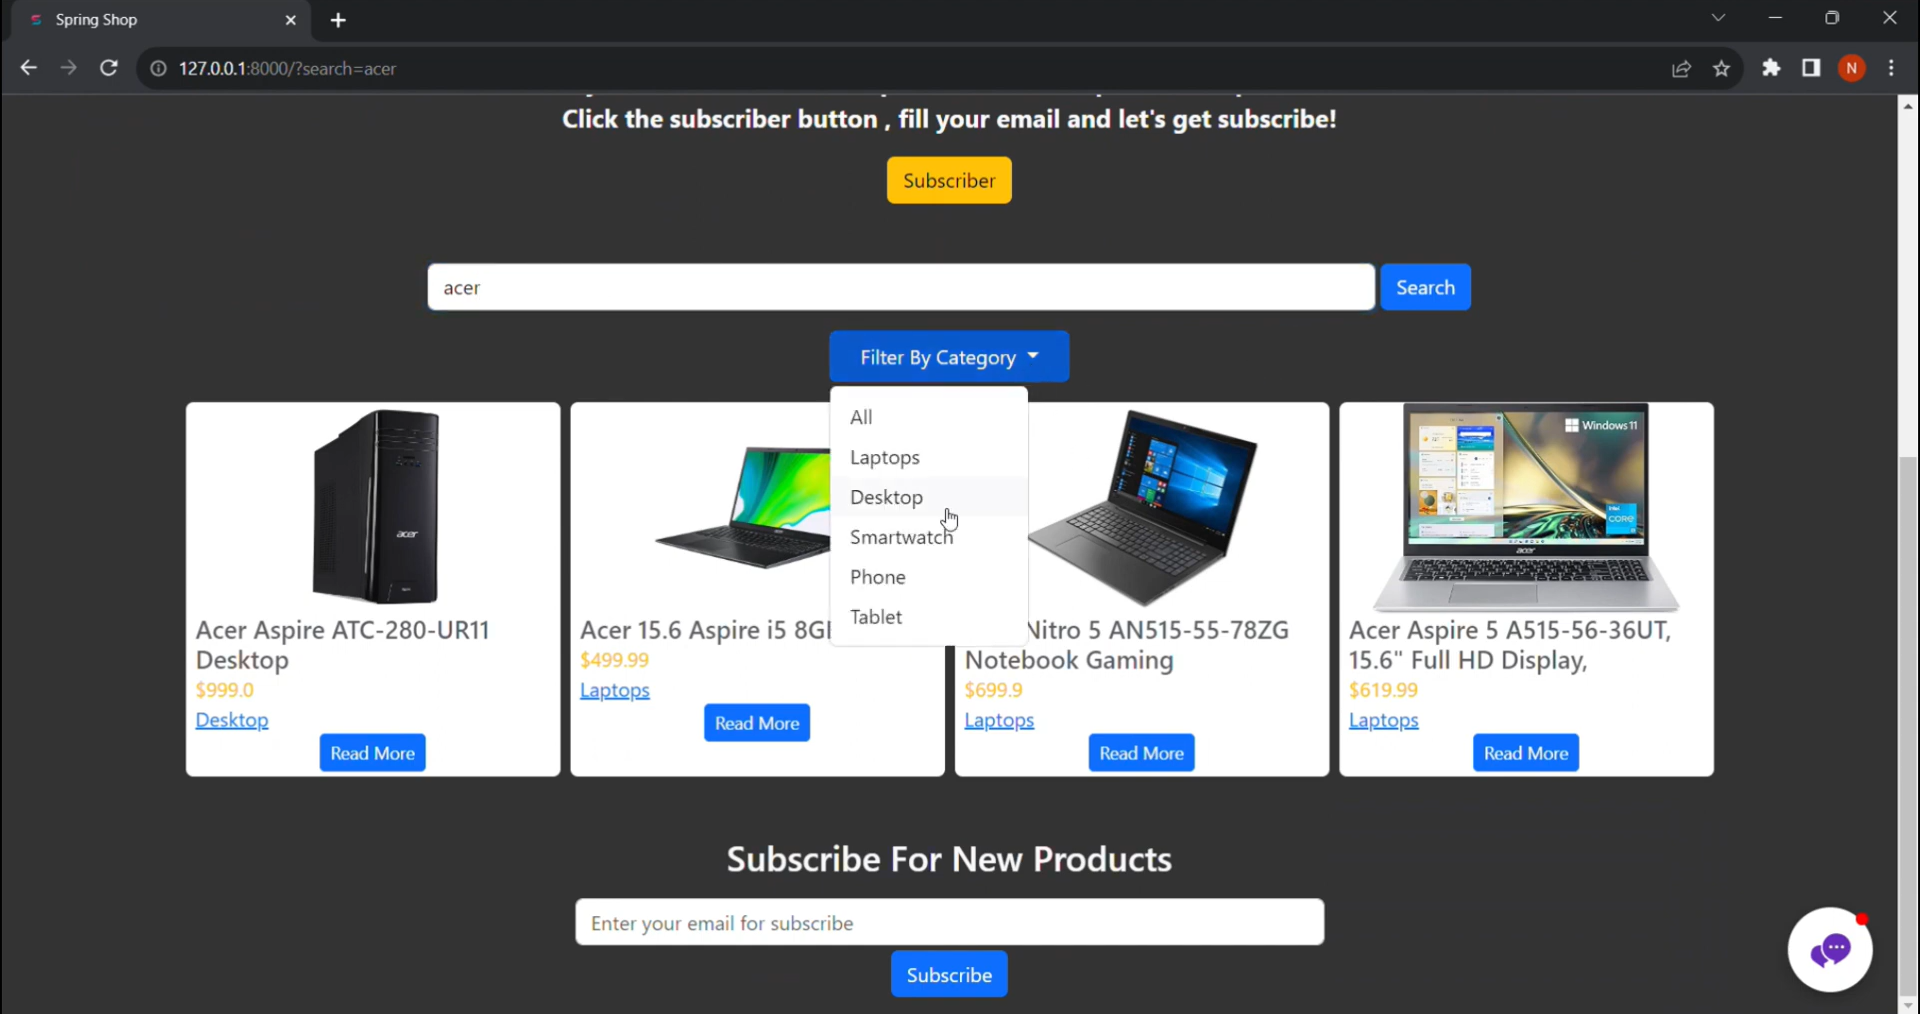 Spring Shop
127.0.0.1:8000/?search=acer
N
Click the subscriber button , fill your email and let's get subscribe!
Subscriber
acer
Search
Filter By Category
All
Laptops
Desktop
Smartwatch
Phone
Tablet
acer
Windows 11
intel
core
acer
Acer Aspire ATC-280-UR11
Desktop
$999.0
Desktop
Read More
Acer 15.6 Aspire i5 8G
$499.99
Laptops
Read More
Nitro 5 AN515-55-78ZG
Notebook Gaming
$699.9
Laptops
Read More
Acer Aspire 5 A515-56-36UT,
15.6" Full HD Display,
$619.99
Laptops
Read More
Subscribe For New Products
Enter your email for subscribe
Subscribe